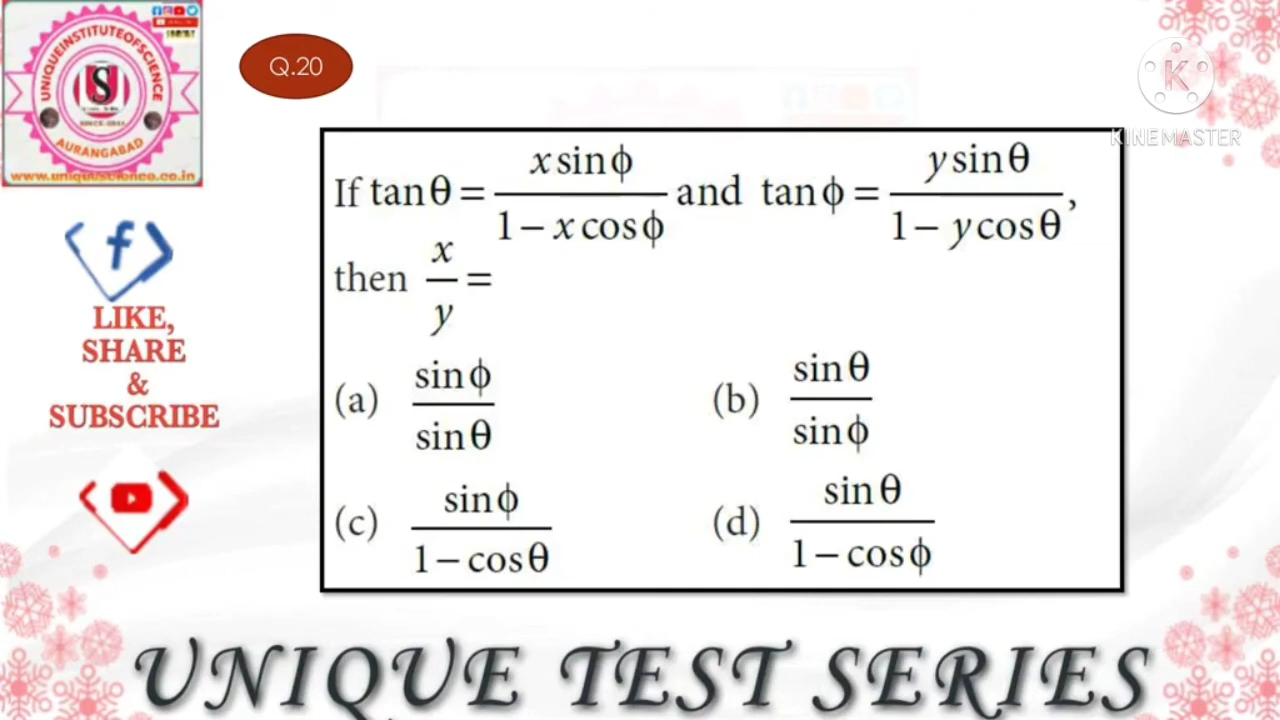 UNIQUEINSTITUTEOFSCIENCE
US
AURANGABAD
www.uniquescience.co.in
Q.20
K
KINEMASTER
If tanθ = x sinϕ / 1 − x cosϕ and tanϕ = y sinθ / 1 − y cosθ ,
then x / y =
(a) sinϕ / sinθ
(b) sinθ / sinϕ
(c) sinϕ / 1 − cosθ
(d) sinθ / 1 − cosϕ
f
LIKE,
SHARE
&
SUBSCRIBE
UNIQUE TEST SERIES